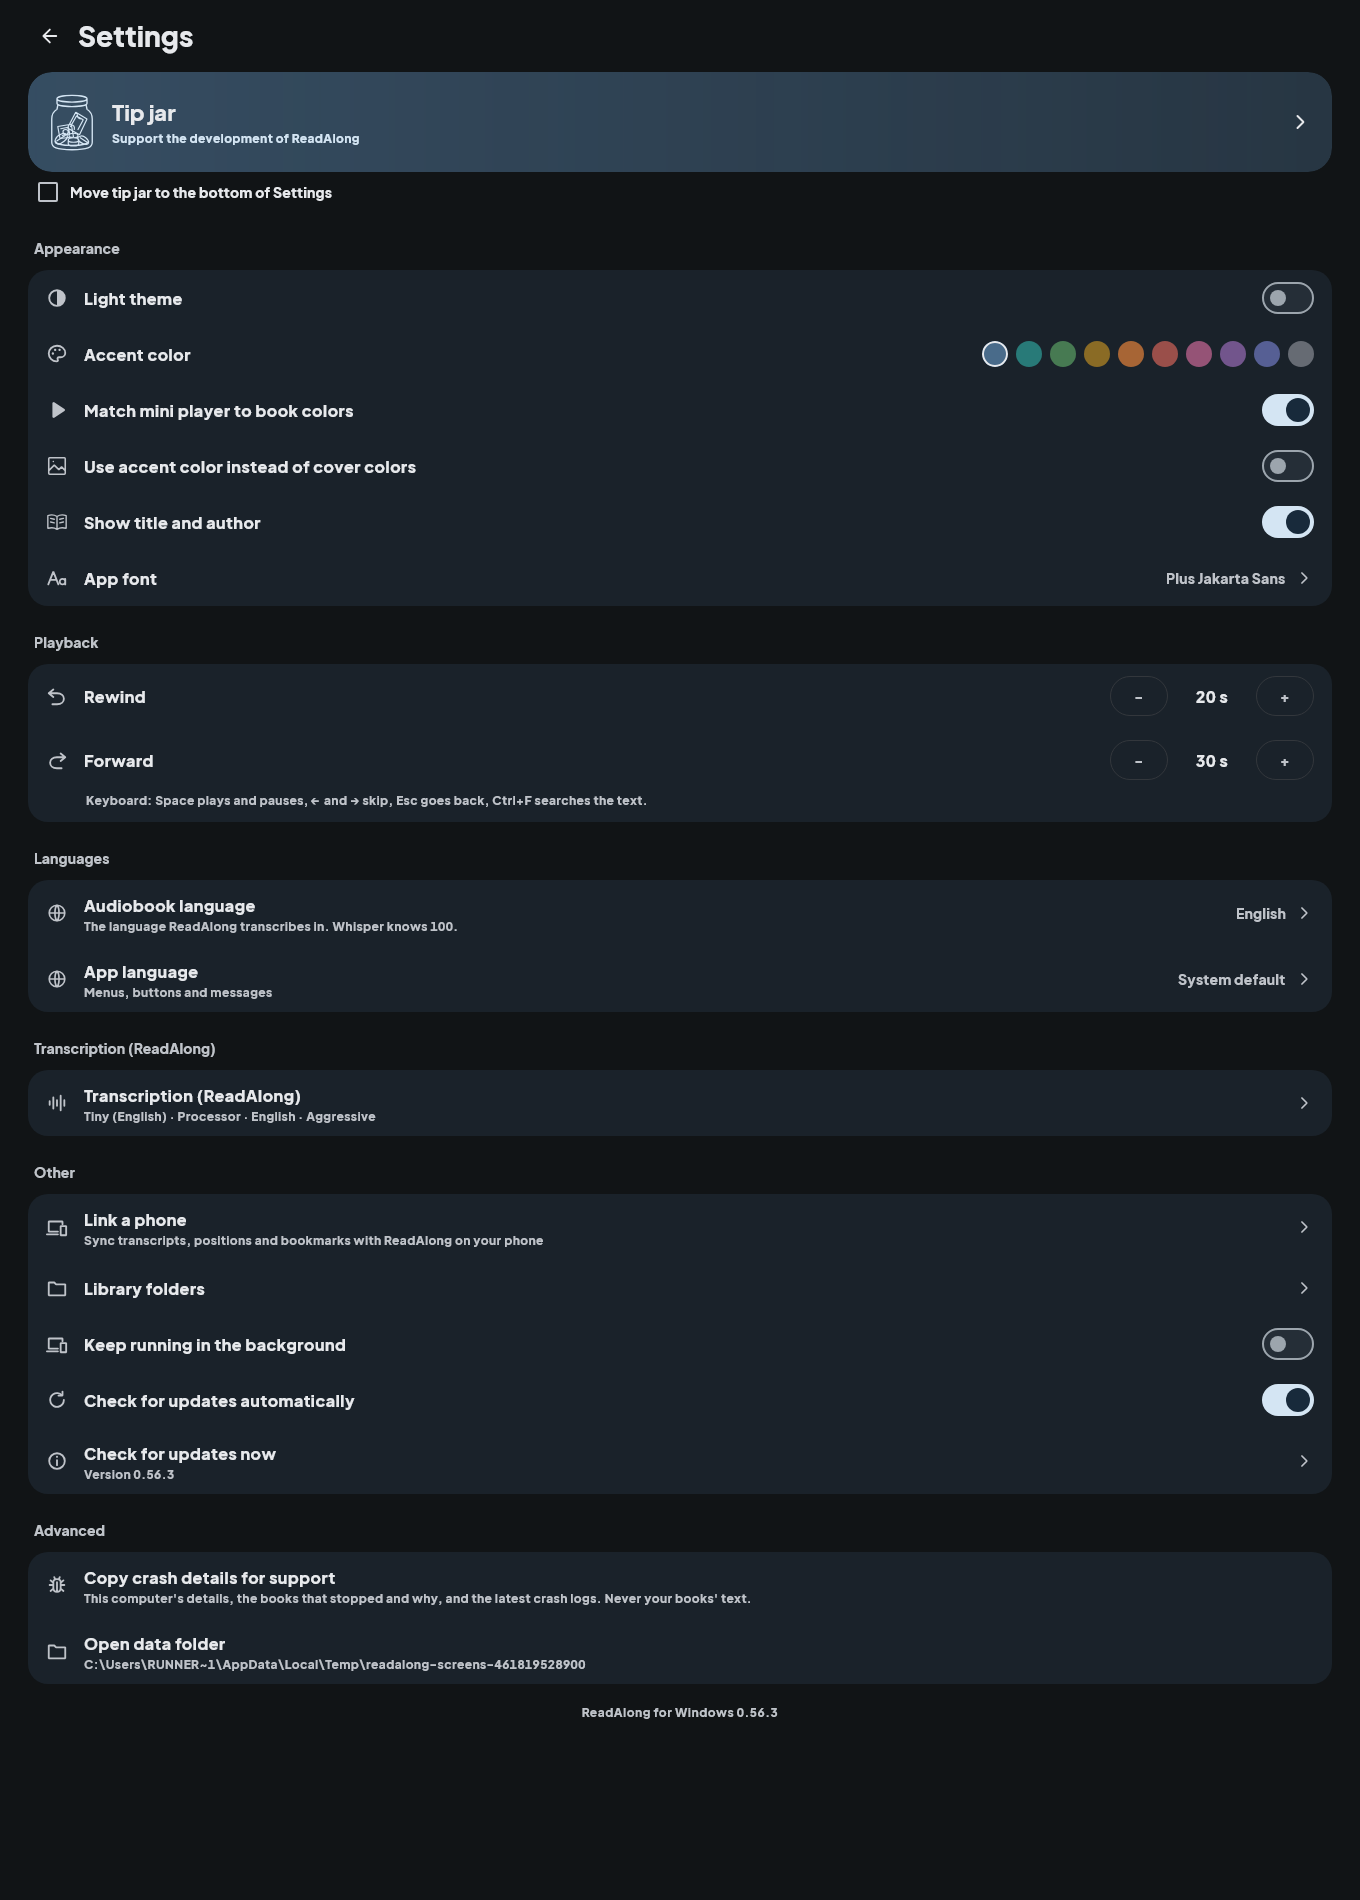 Settings
Tip jar
Support the development of ReadAlong
Move tip jar to the bottom of Settings
Appearance
Light theme
Accent color
Match mini player to book colors
Use accent color instead of cover colors
Show title and author
Aa App font Plus Jakarta Sans
Playback
Rewind - 20 s +
Forward - 30 s +
Keyboard: Space plays and pauses, ← and → skip, Esc goes back, Ctrl+F searches the text.
Languages
Audiobook language
The language ReadAlong transcribes in. Whisper knows 100.
English
App language
Menus, buttons and messages
System default
Transcription (ReadAlong)
Transcription (ReadAlong)
Tiny (English) · Processor · English · Aggressive
Other
Link a phone
Sync transcripts, positions and bookmarks with ReadAlong on your phone
Library folders
Keep running in the background
Check for updates automatically
Check for updates now
Version 0.56.3
Advanced
Copy crash details for support
This computer's details, the books that stopped and why, and the latest crash logs. Never your books' text.
Open data folder
C:\Users\RUNNER~1\AppData\Local\Temp\readalong-screens-461819528900
ReadAlong for Windows 0.56.3